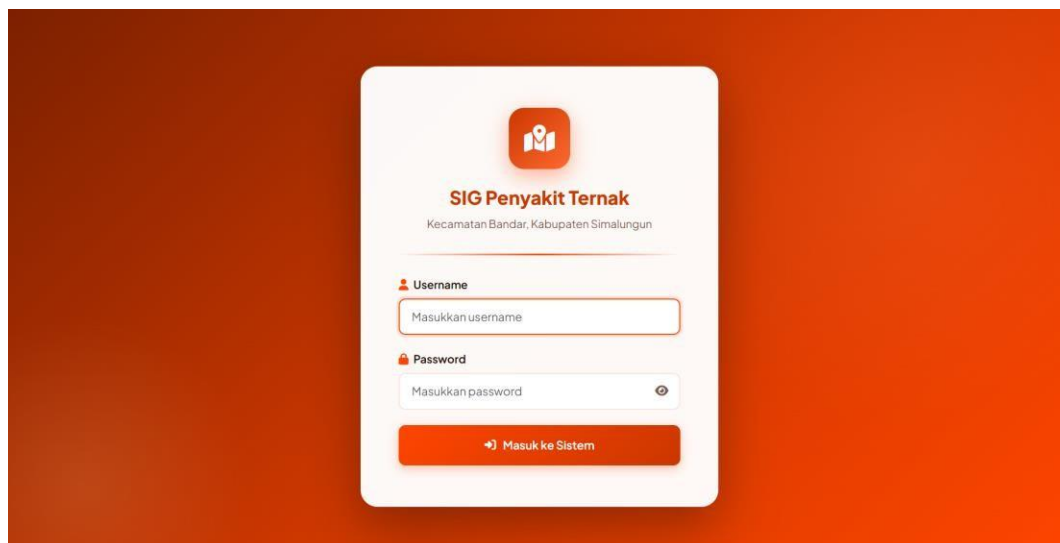 SIG Penyakit Ternak
Kecamatan Bandar, Kabupaten Simalungun
Username
Masukkan username
Password
Masukkan password
Masuk ke Sistem